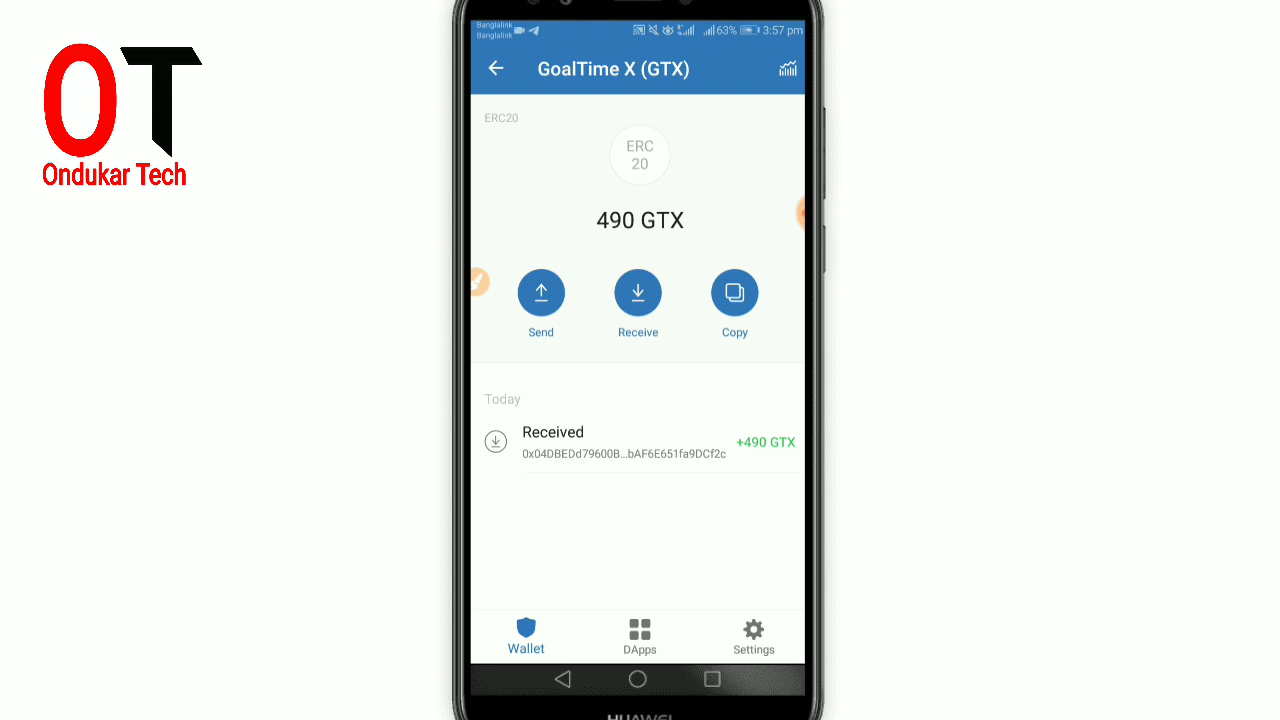 OT
Ondukar Tech
Banglalink
Banglalink
63% 3:57 pm
GoalTime X (GTX)
ERC20
ERC
20
490 GTX
Send
Receive
Copy
Today
Received
+490 GTX
0x04DBEDd79600B...bAF6E651fa9DCf2c
Wallet
DApps
Settings
HUAWEI